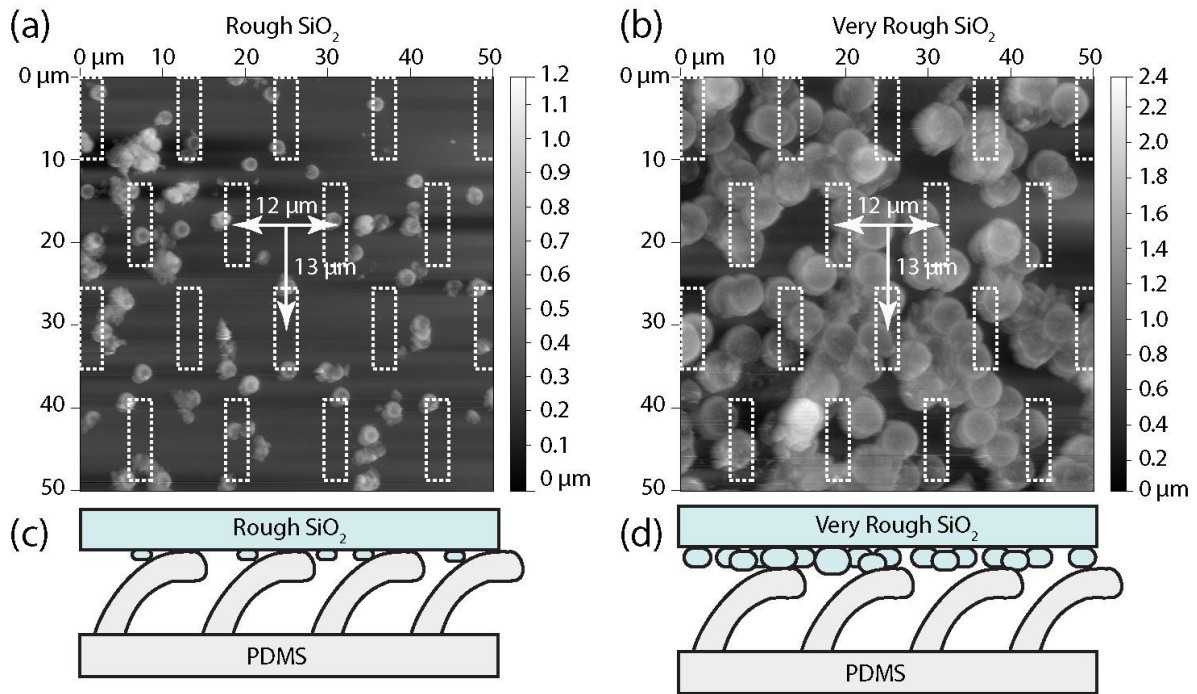 (a)
Rough SiO₂
0 µm 10 20 30 40 50
0 µm
10
20
30
40
50
12 µm
13 µm
1.2
1.1
1.0
0.9
0.8
0.7
0.6
0.5
0.4
0.3
0.2
0.1
0 µm
(b)
Very Rough SiO₂
0 µm 10 20 30 40 50
0 µm
10
20
30
40
50
12 µm
13 µm
2.4
2.2
2.0
1.8
1.6
1.4
1.2
1.0
0.8
0.6
0.4
0.2
0 µm
(c)
Rough SiO₂
PDMS
(d)
Very Rough SiO₂
PDMS